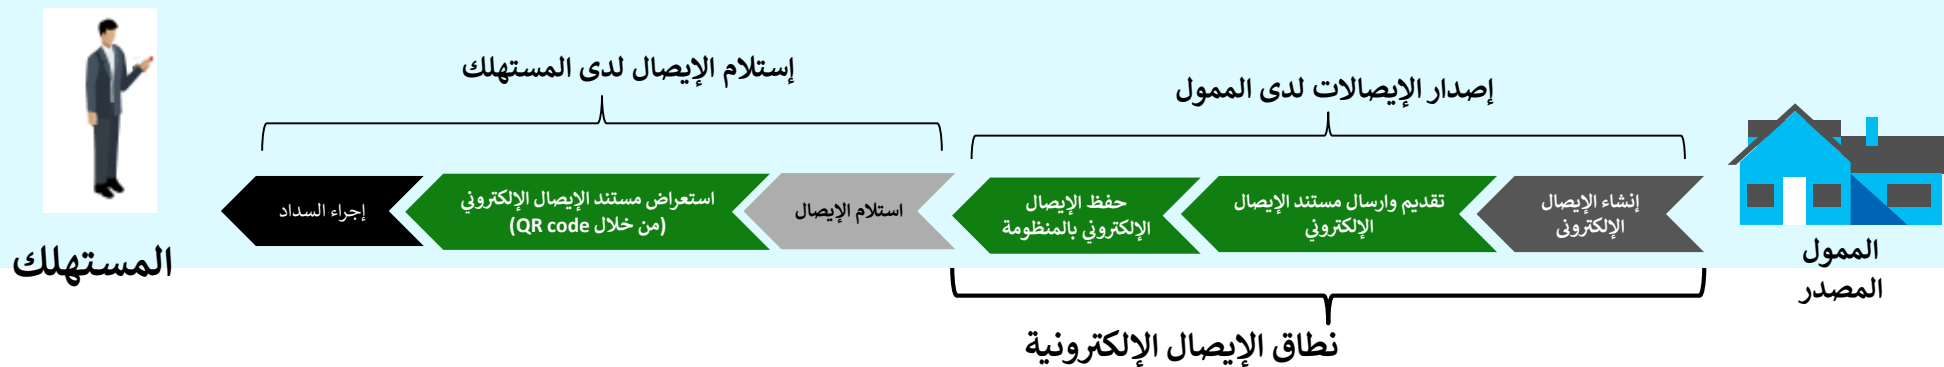 إصدار الإيصالات لدى الممول
إستلام الإيصال لدى المستهلك
الممول
المصدر
إنشاء الإيصال
الإلكترونى
تقديم وارسال مستند الإيصال
الإلكتروني
حفظ الإيصال
الإلكتروني بالمنظومة
استلام الإيصال
استعراض مستند الإيصال الإلكتروني
(من خلال QR code)
إجراء السداد
المستهلك
نطاق الإيصال الإلكترونية